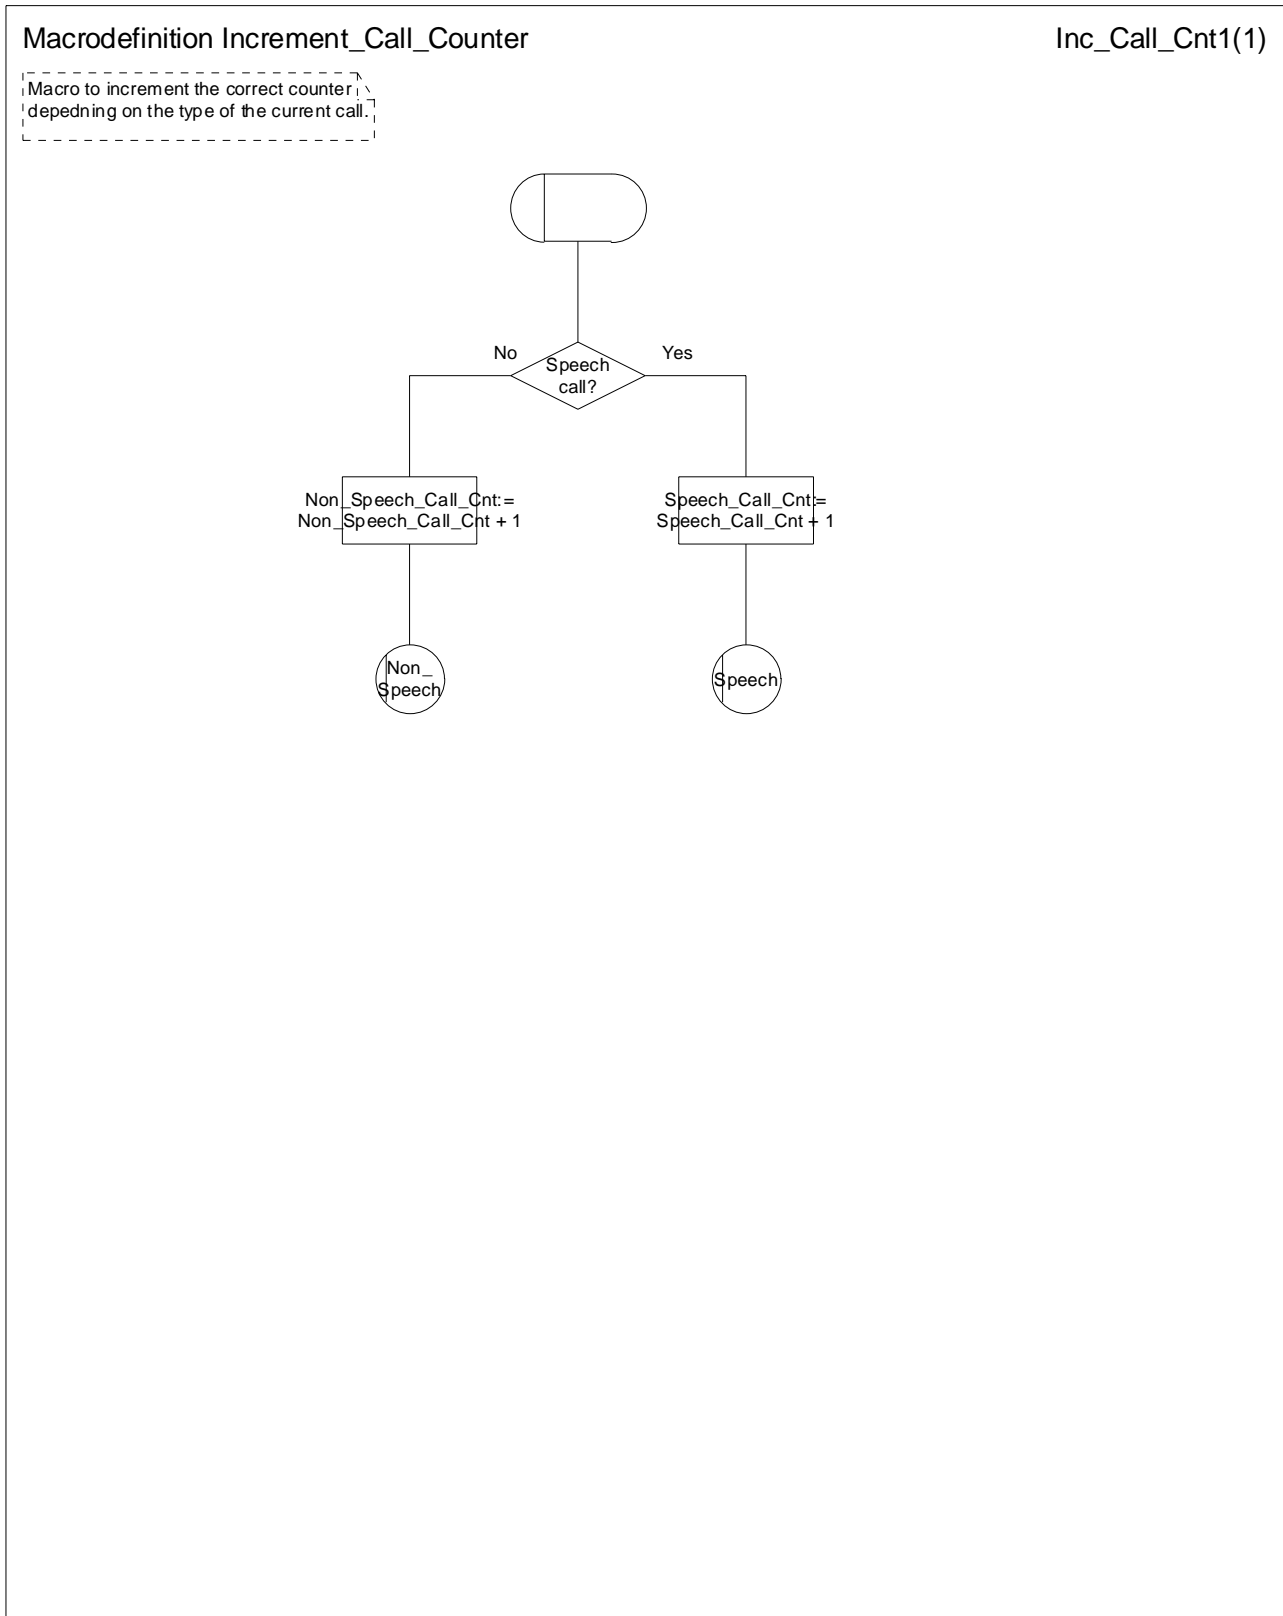 Macrodefinition Increment_Call_Counter
Inc_Call_Cnt1(1)
Macro to increment the correct counter
depedning on the type of the current call.
No
Yes
Speech
call?
Non_Speech_Call_Cnt:=
Non_Speech_Call_Cnt + 1
Speech_Call_Cnt:=
Speech_Call_Cnt + 1
Non_
Speech
Speech